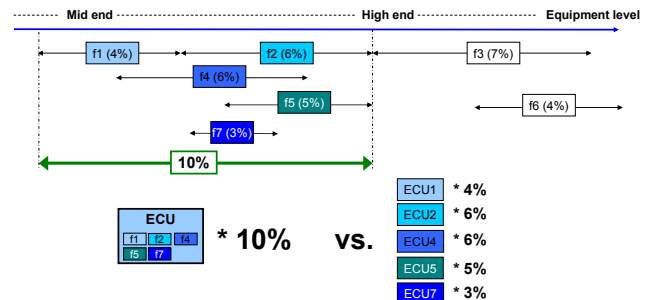 Mid end High end Equipment level
f1 (4%) f2 (6%) f3 (7%)
f4 (6%)
f5 (5%) f6 (4%)
f7 (3%)
10%
ECU
f1 f2 f4
f5 f7
* 10% vs.
ECU1 * 4%
ECU2 * 6%
ECU4 * 6%
ECU5 * 5%
ECU7 * 3%